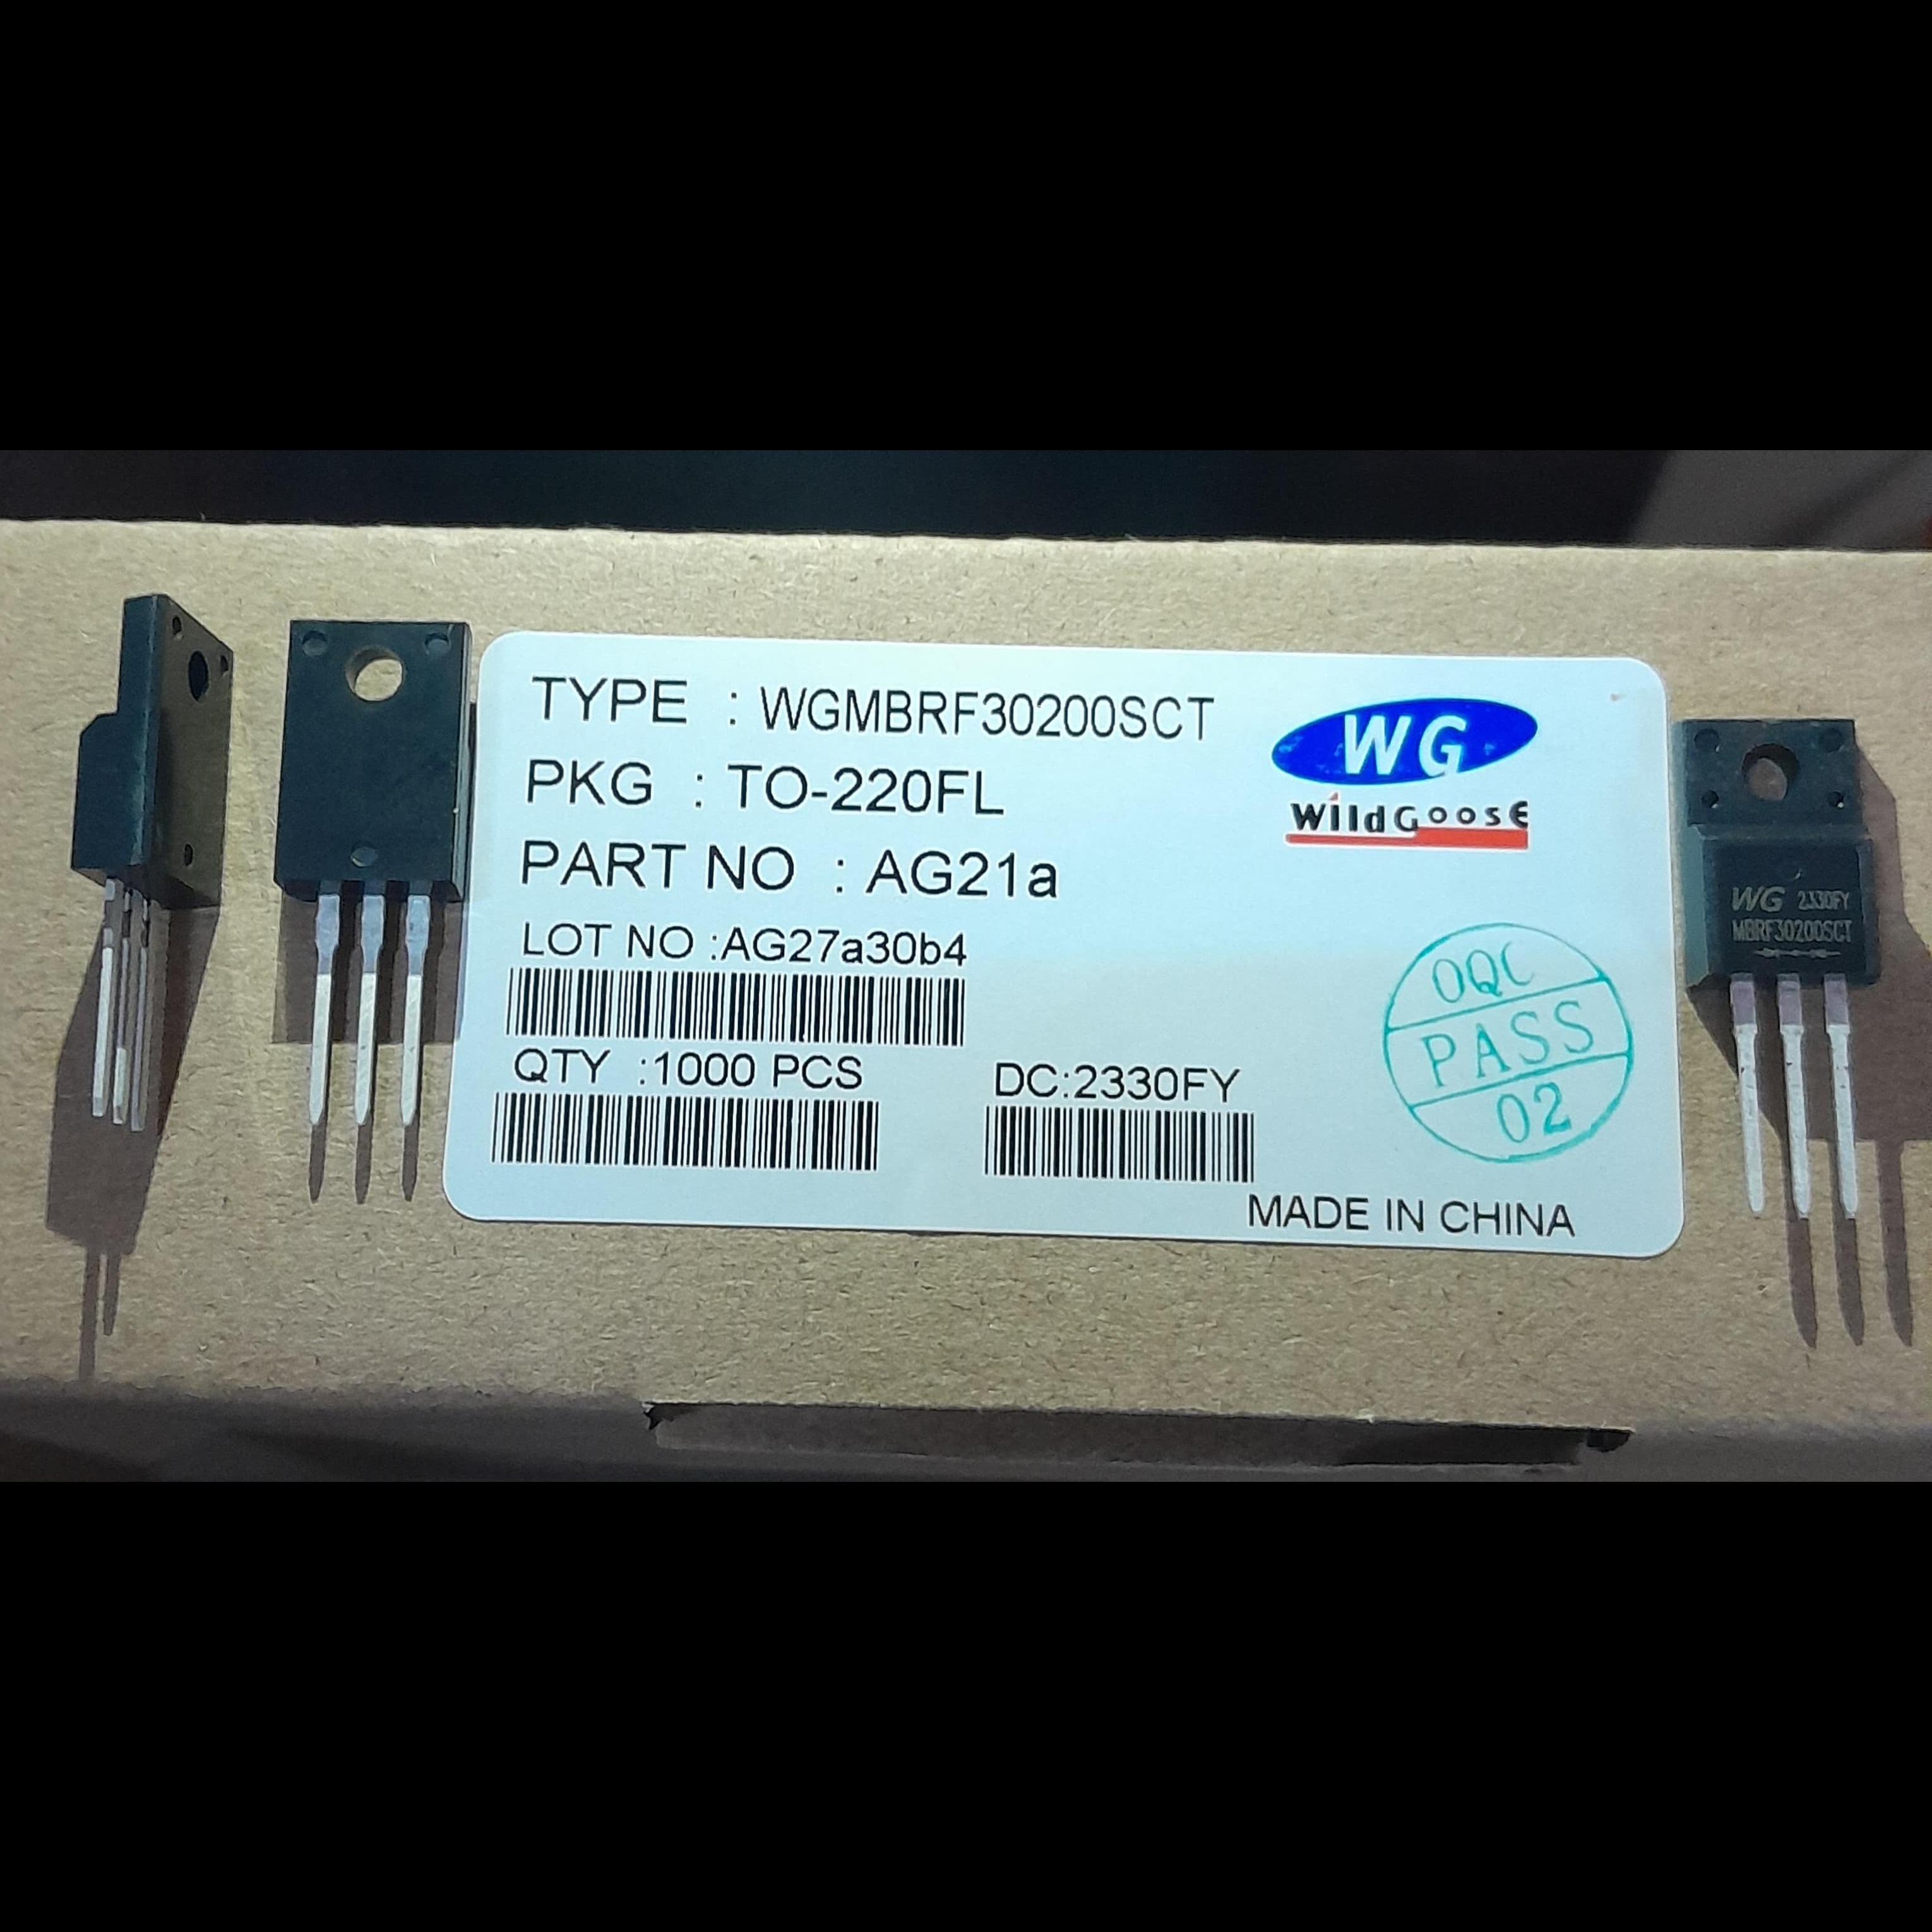 TYPE : WGMBRF30200SCT
PKG : TO-220FL
PART NO : AG21a
LOT NO :AG27a30b4
QTY :1000 PCS
DC:2330FY
MADE IN CHINA
WG
WildGoose
OQC
PASS
02
WG 2330FY
MBRF30200SCT